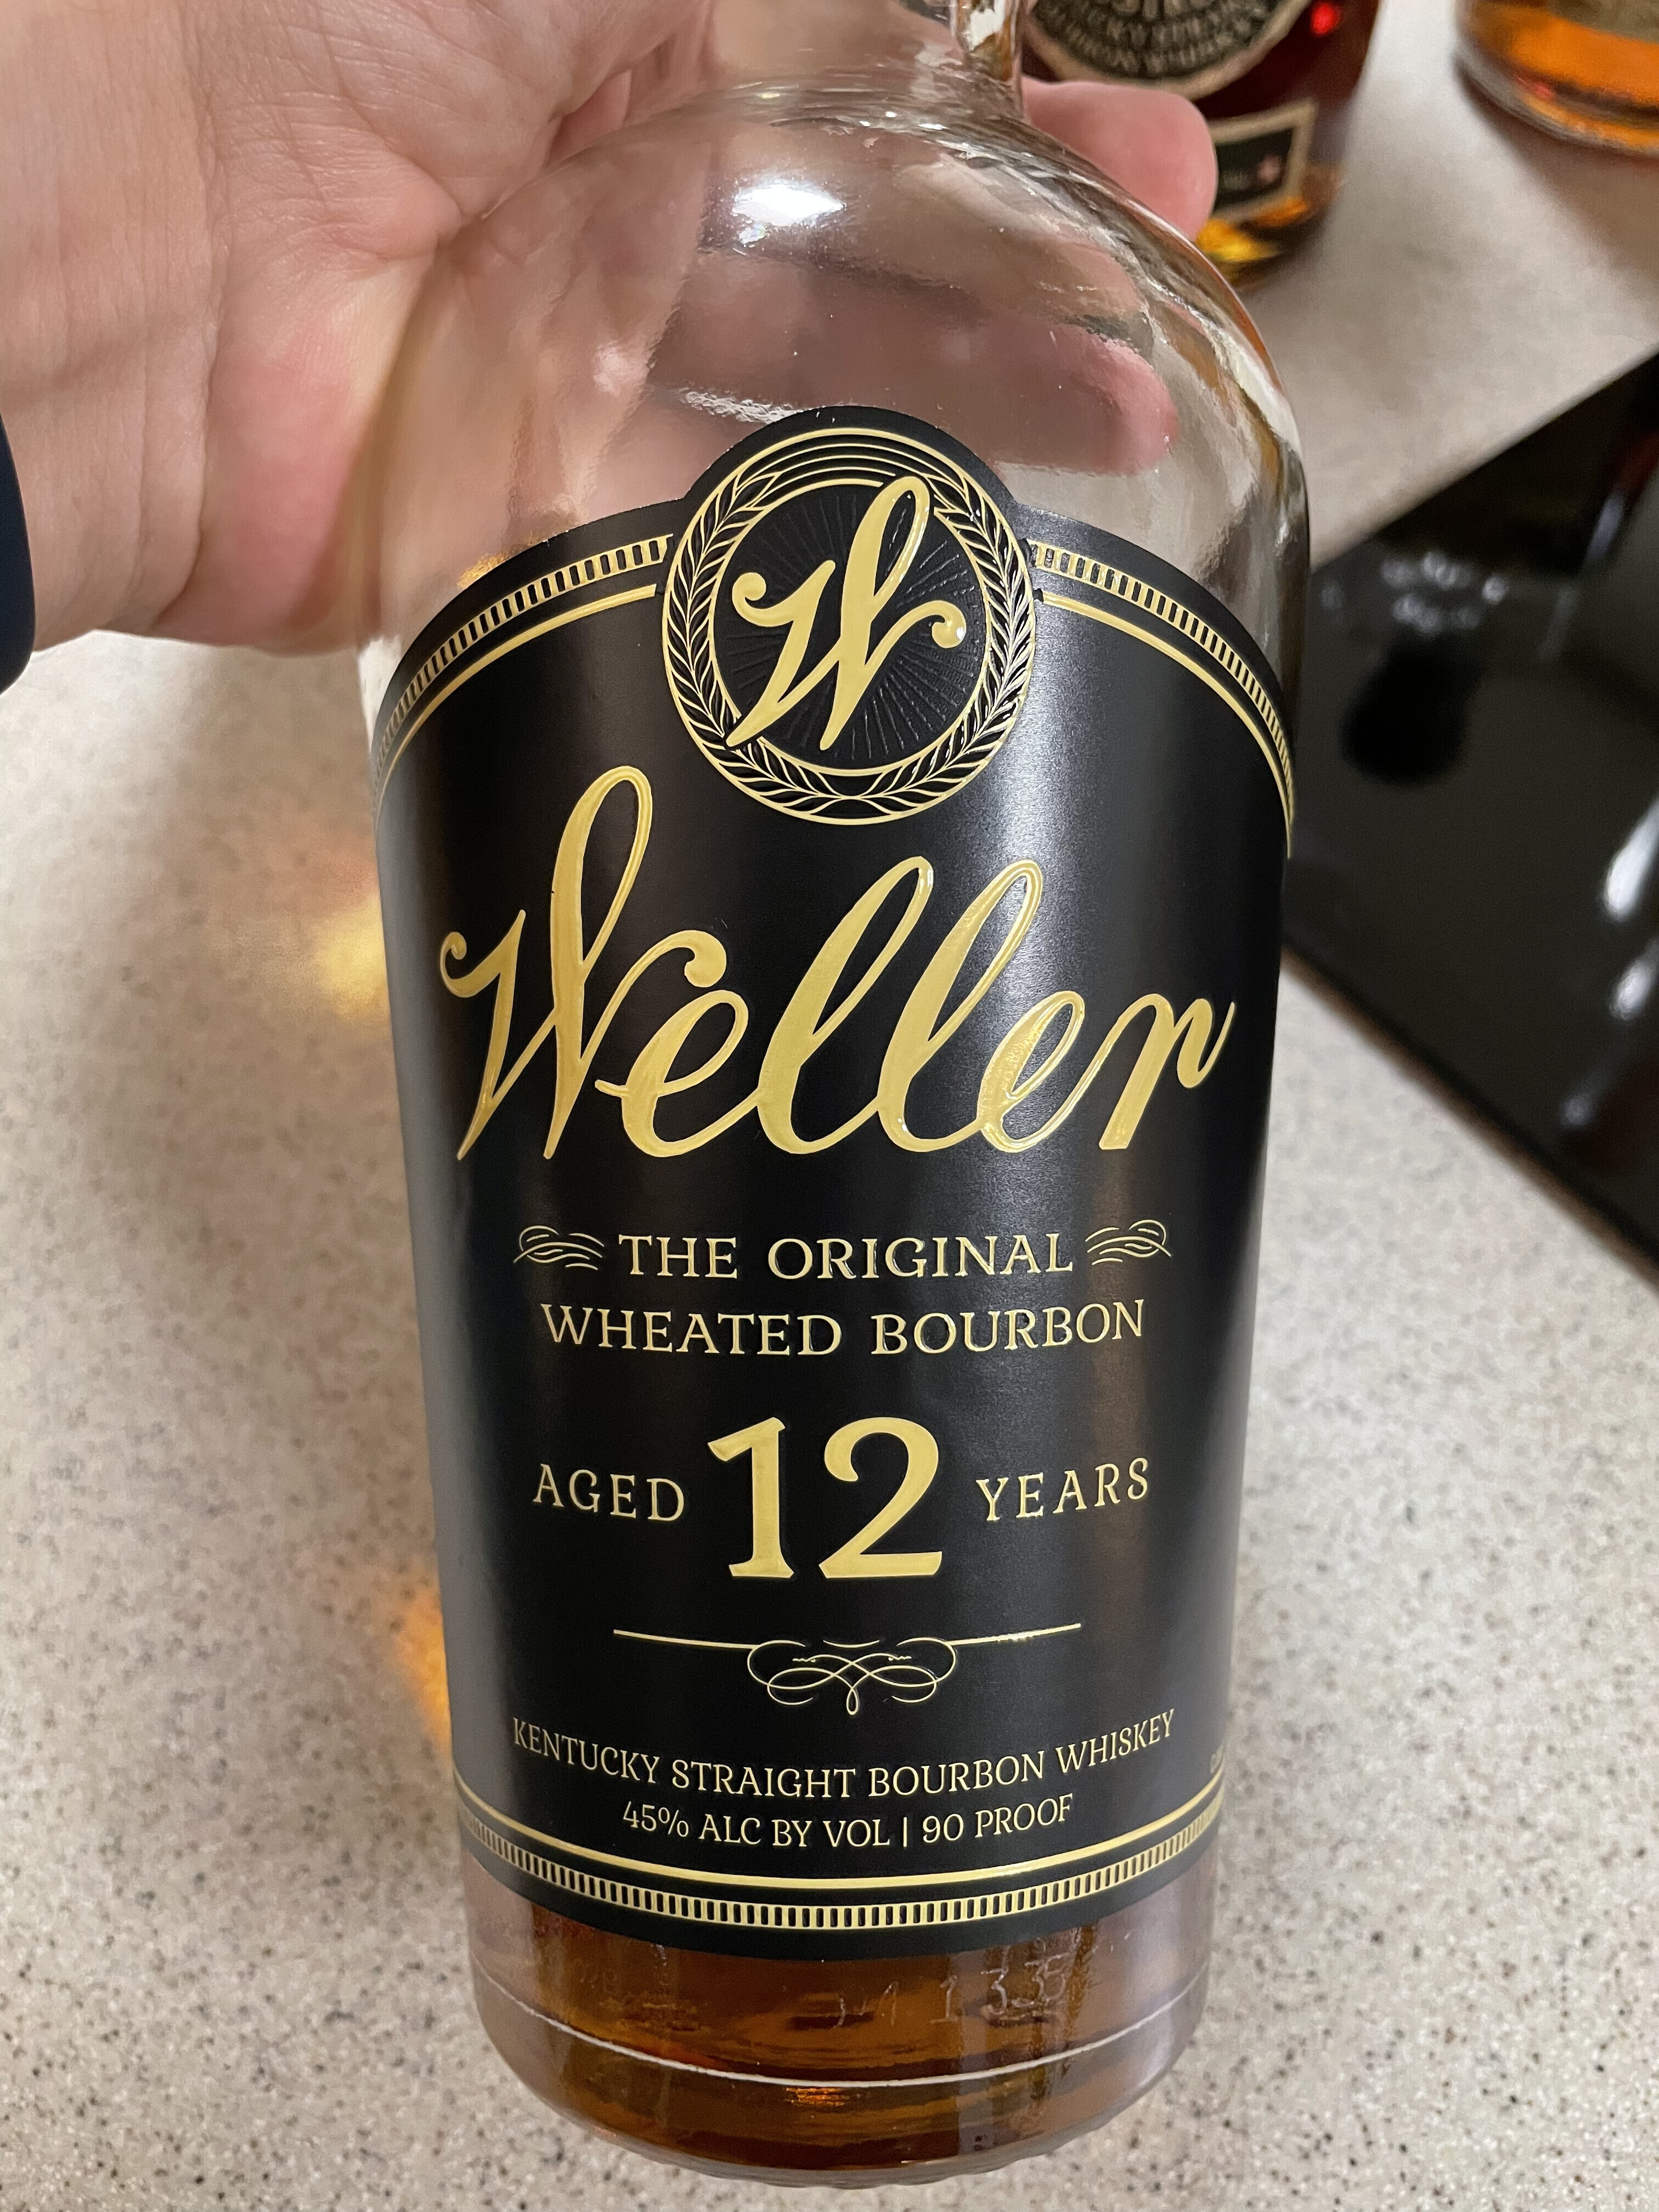 W
Weller
THE ORIGINAL
WHEATED BOURBON
AGED 12 YEARS
KENTUCKY STRAIGHT BOURBON WHISKEY
45% ALC BY VOL | 90 PROOF